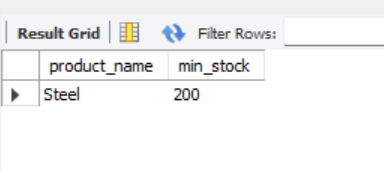 Result Grid Filter Rows:
product_name min_stock
Steel 200